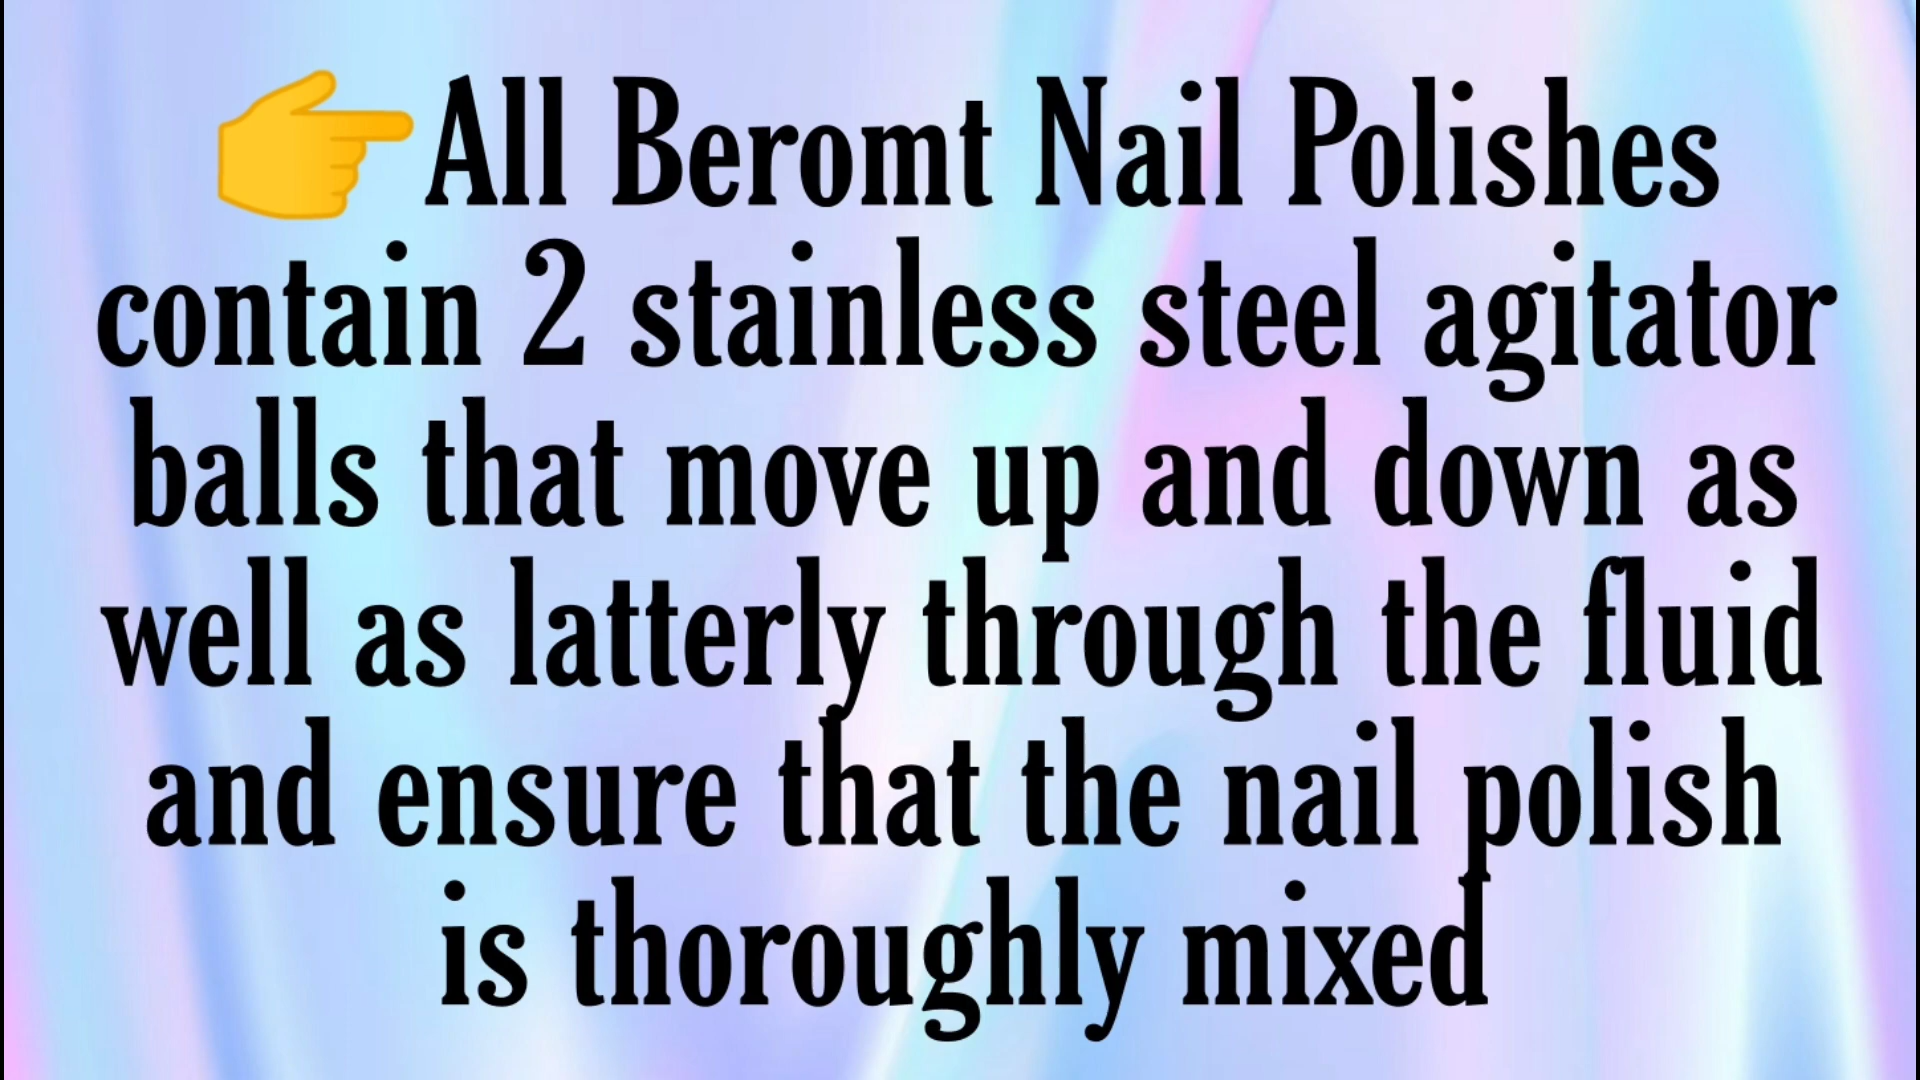 👉All Beromt Nail Polishes
contain 2 stainless steel agitator
balls that move up and down as
well as latterly through the fluid
and ensure that the nail polish
is thoroughly mixed